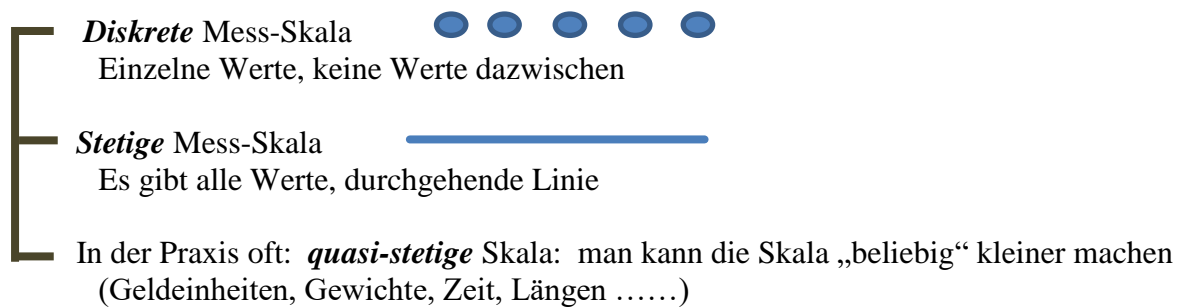 Diskrete Mess-Skala
Einzelne Werte, keine Werte dazwischen
Stetige Mess-Skala
Es gibt alle Werte, durchgehende Linie
In der Praxis oft: quasi-stetige Skala: man kann die Skala „beliebig“ kleiner machen
(Geldeinheiten, Gewichte, Zeit, Längen ……)